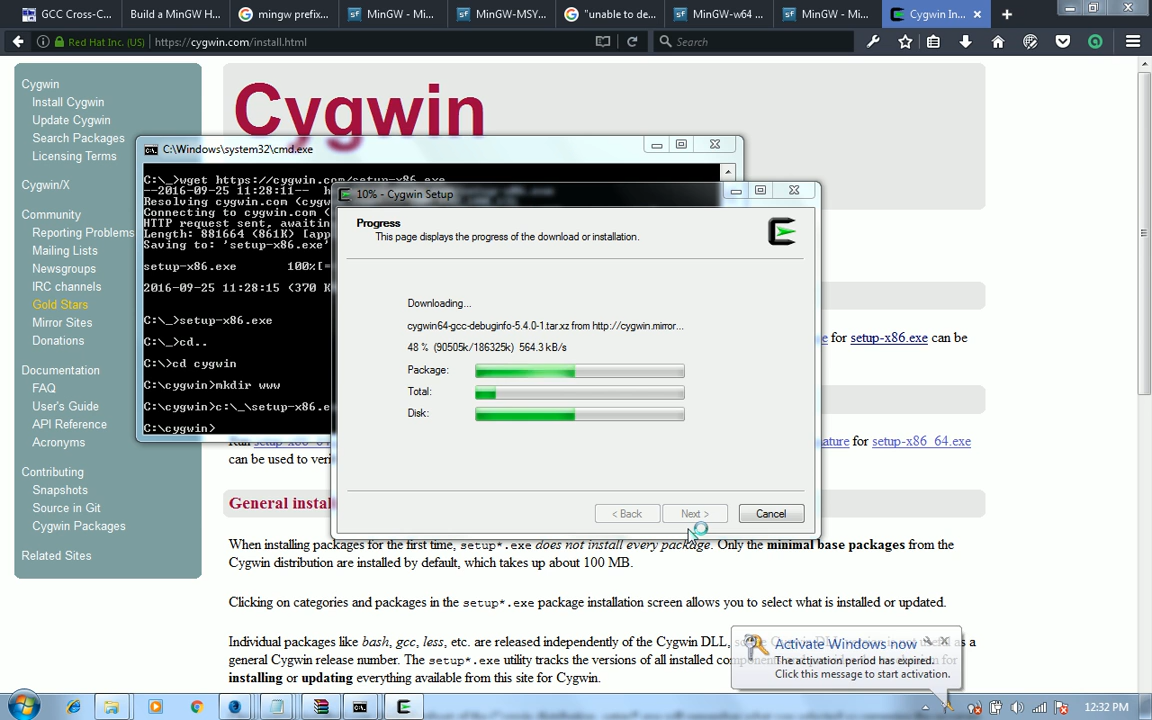 GCC Cross-C...
Build a MinGW H...
mingw prefix...
MinGW - Mi...
MinGW-MSY...
"unable to de...
MinGW-w64 ...
MinGW - Mi...
Cygwin In...
Red Hat Inc. (US)
https://cygwin.com/install.html
Search
Cygwin
Install Cygwin
Update Cygwin
Search Packages
Licensing Terms
Cygwin/X
Community
Reporting Problems
Mailing Lists
Newsgroups
IRC channels
Gold Stars
Mirror Sites
Donations
Documentation
FAQ
User's Guide
API Reference
Acronyms
Contributing
Snapshots
Source in Git
Cygwin Packages
Related Sites
Cygwin
C:\Windows\system32\cmd.exe
C:\_>wget https://cygwin.com/setup-x86.exe
--2016-09-25 11:28:11--
Resolving cygwin.com (cygw
Connecting to cygwin.com (
HTTP request sent, awaitin
Length: 881664 (861K) [app
Saving to: 'setup-x86.exe'
setup-x86.exe 100%[=
2016-09-25 11:28:15 (370 K
C:\_>setup-x86.exe
C:\_>cd..
C:\>cd cygwin
C:\cygwin>mkdir www
C:\cygwin>c:\_\setup-x86.e
C:\cygwin>
10% - Cygwin Setup
Progress
This page displays the progress of the download or installation.
Downloading...
cygwin64-gcc-debuginfo-5.4.0-1.tar.xz from http://cygwin.mirror...
48 % (90505k/186325k) 564.3 kB/s
Package:
Total:
Disk:
< Back
Next >
Cancel
for setup-x86.exe can be
Run
ature for setup-x86_64.exe
can be used to veri
General instal
When installing packages for the first time, setup*.exe does not install every package. Only the minimal base packages from the
Cygwin distribution are installed by default, which takes up about 100 MB.
Clicking on categories and packages in the setup*.exe package installation screen allows you to select what is installed or updated.
Individual packages like bash, gcc, less, etc. are released independently of the Cygwin DLL, s
as a
general Cygwin release number. The setup*.exe utility tracks the versions of all installed comp
for
installing or updating everything available from this site for Cygwin.
Activate Windows now
The activation period has expired.
Click this message to start activation.
12:32 PM